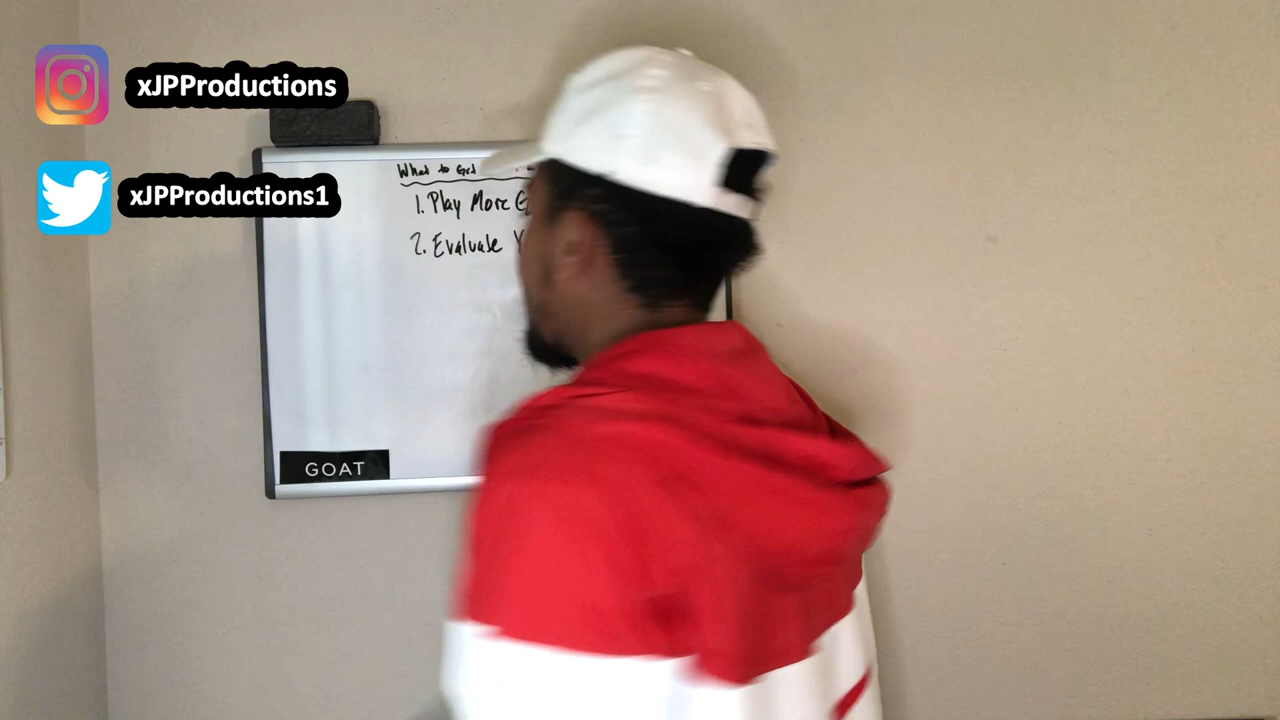 xJPProductions
xJPProductions1
What to Get
1. Play More
2. Evaluate
GOAT